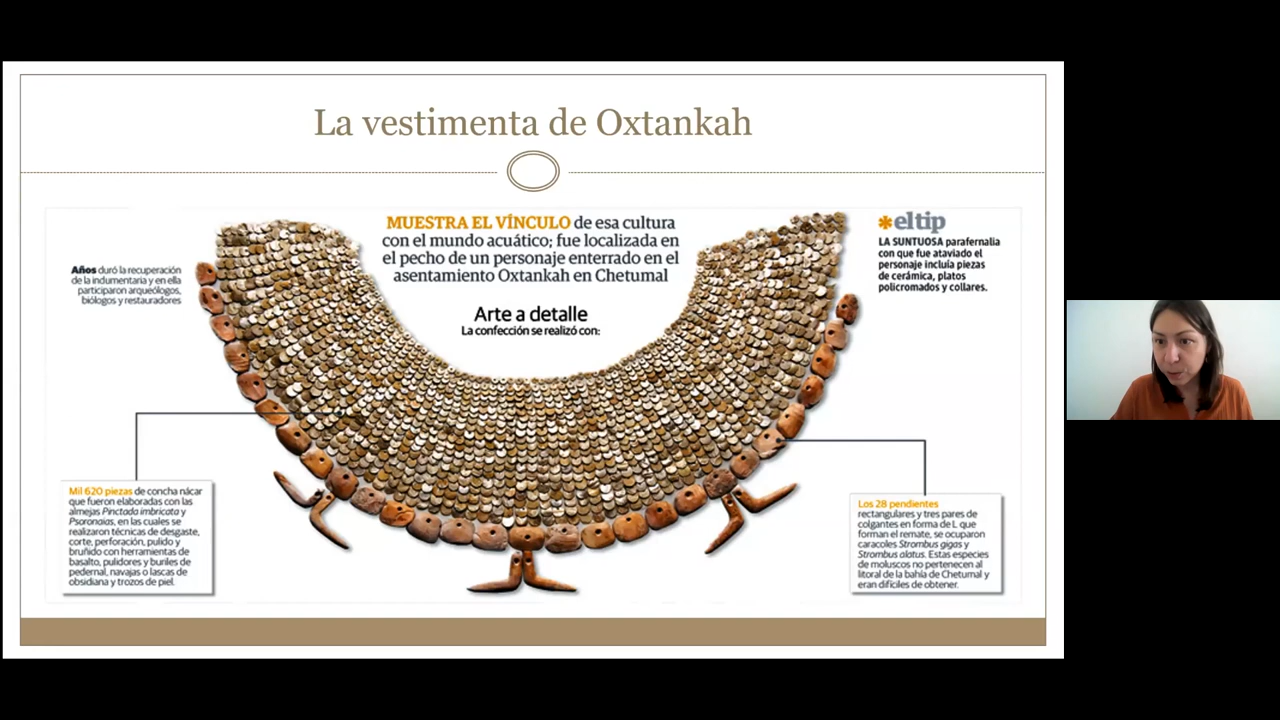 La vestimenta de Oxtankah
MUESTRA EL VÍNCULO de esa cultura
con el mundo acuático; fue localizada en
el pecho de un personaje enterrado en el
asentamiento Oxtankah en Chetumal
Arte a detalle
La confección se realizó con:
Años duró la recuperación
de la indumentaria y en ella
participaron arqueólogos,
biólogos y restauradores
*el tip
LA SUNTUOSA parafernalia
con que fue ataviado el
personaje incluía piezas
de cerámica, platos
policromados y collares.
Mil 620 piezas de concha nácar
que fueron elaboradas con las
almejas Pinctada imbricata y
Psoronaias, en las cuales se
realizaron técnicas de desgaste,
corte, perforación, pulido y
bruñido con herramientas de
basalto, pulidores y buriles de
pedernal, navajas o lascas de
obsidiana y trozos de piel.
Los 28 pendientes
rectangulares y tres pares de
colgantes en forma de L que
forman el remate, se ocuparon
caracoles Strombus gigas y
Strombus alatus. Estas especies
de moluscos no pertenecen al
litoral de la bahía de Chetumal y
eran difíciles de obtener.